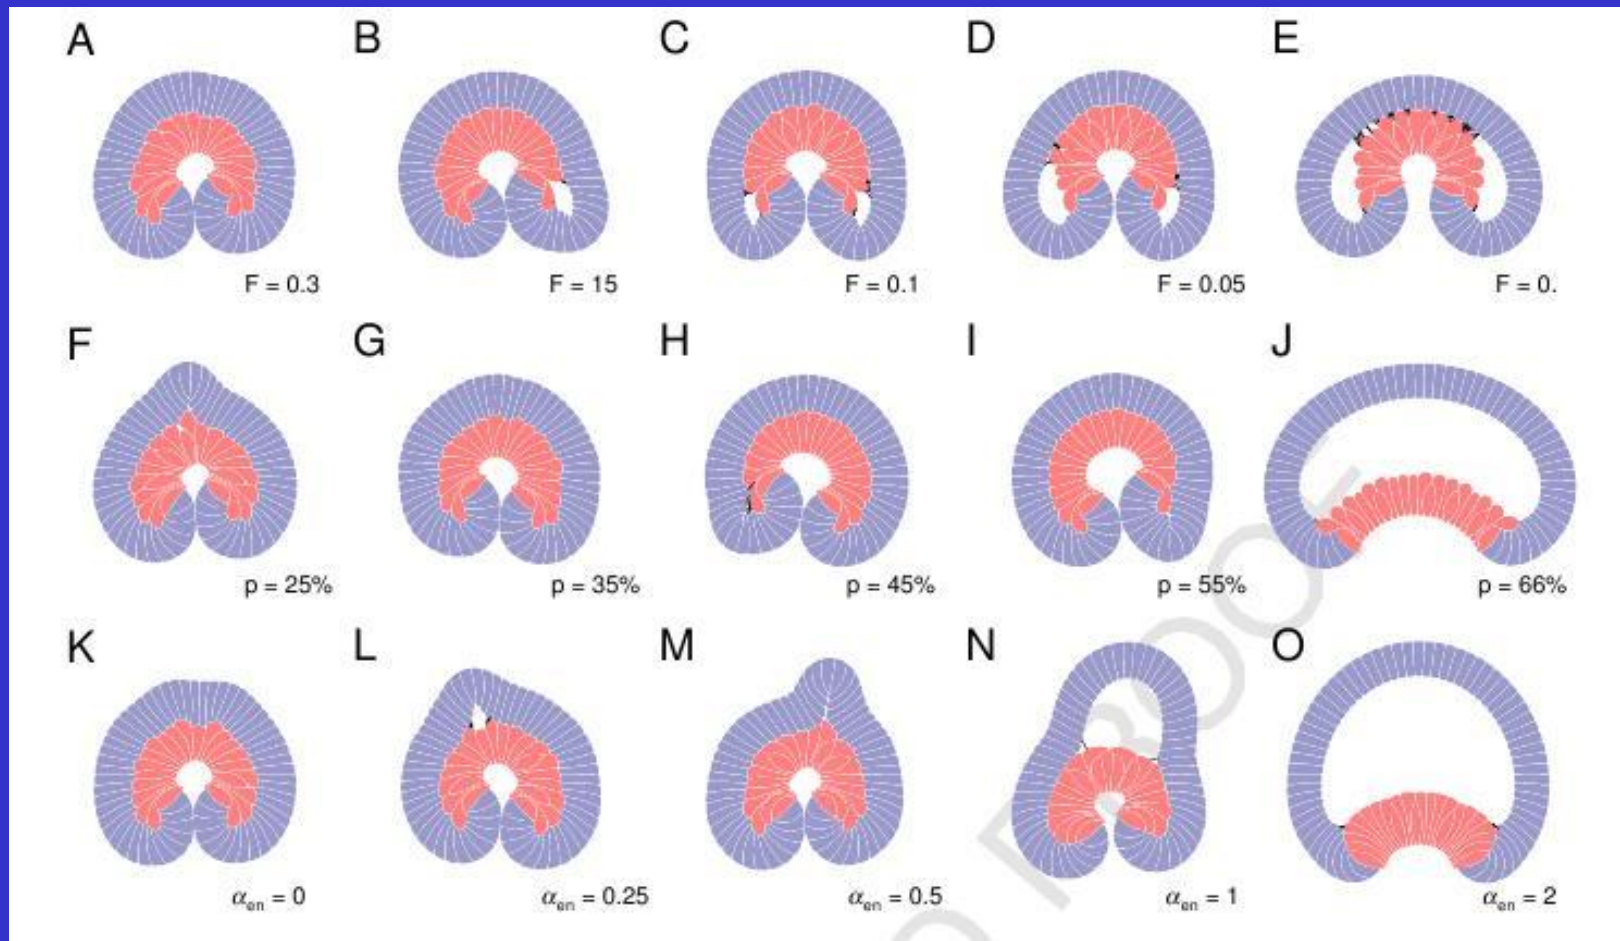 A B C D E
F = 0.3 F = 15 F = 0.1 F = 0.05 F = 0.
F G H I J
p = 25% p = 35% p = 45% p = 55% p = 66%
K L M N O
αen = 0 αen = 0.25 αen = 0.5 αen = 1 αen = 2
PROOF